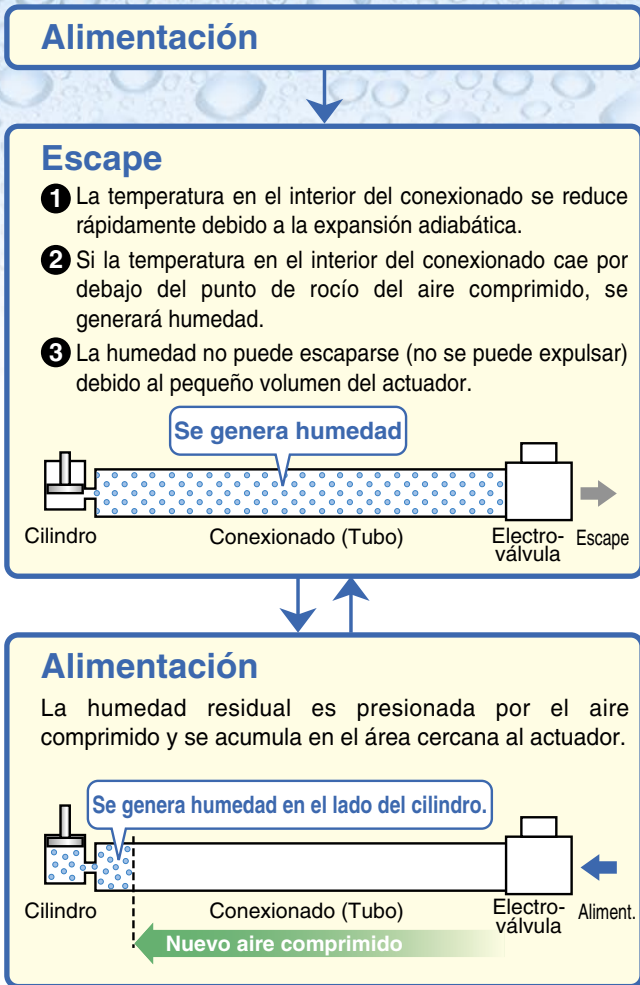 Alimentación
Escape
❶ La temperatura en el interior del conexionado se reduce
rápidamente debido a la expansión adiabática.
❷ Si la temperatura en el interior del conexionado cae por
debajo del punto de rocío del aire comprimido, se
generará humedad.
❸ La humedad no puede escaparse (no se puede expulsar)
debido al pequeño volumen del actuador.
Se genera humedad
Cilindro
Conexionado (Tubo)
Electro-
válvula
Escape
Alimentación
La humedad residual es presionada por el aire
comprimido y se acumula en el área cercana al actuador.
Se genera humedad en el lado del cilindro.
Cilindro
Conexionado (Tubo)
Electro-
válvula
Aliment.
Nuevo aire comprimido